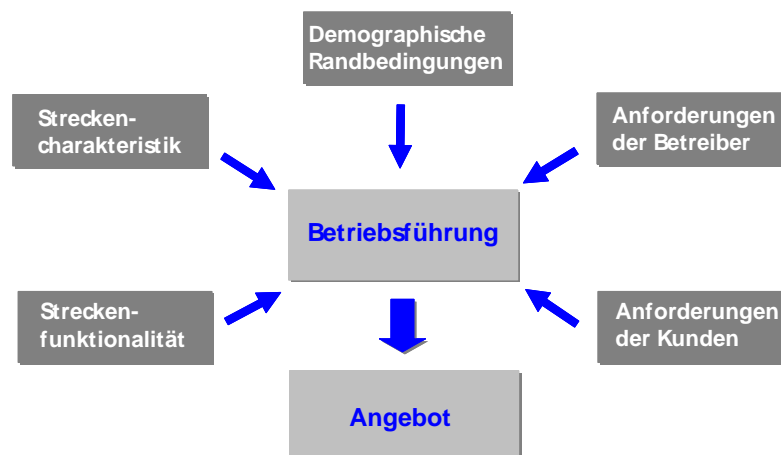 Demographische
Randbedingungen
Strecken-
charakteristik
Anforderungen
der Betreiber
Betriebsführung
Strecken-
funktionalität
Anforderungen
der Kunden
Angebot